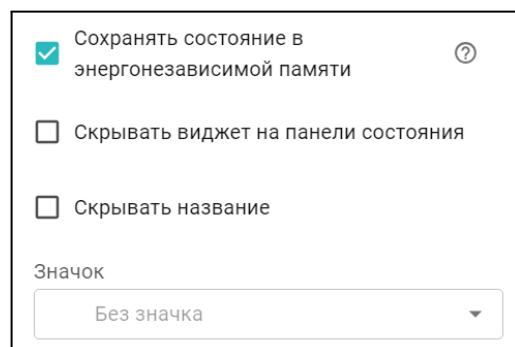 Сохранять состояние в
энергонезависимой памяти
Скрывать виджет на панели состояния
Скрывать название
Значок
Без значка